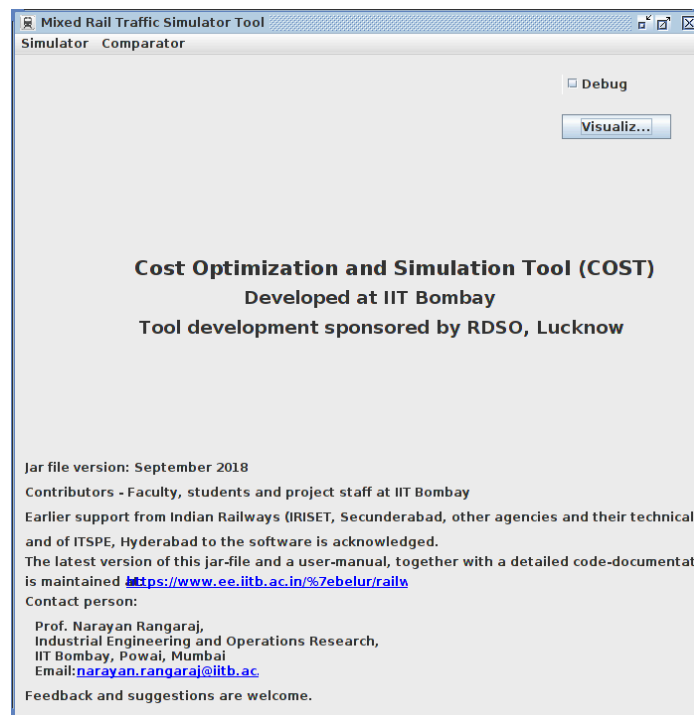 Mixed Rail Traffic Simulator Tool
Simulator Comparator
Debug
Visualiz...
Cost Optimization and Simulation Tool (COST)
Developed at IIT Bombay
Tool development sponsored by RDSO, Lucknow
Jar file version: September 2018
Contributors - Faculty, students and project staff at IIT Bombay
Earlier support from Indian Railways (IRISET, Secunderabad, other agencies and their technical
and of ITSPE, Hyderabad to the software is acknowledged.
The latest version of this jar-file and a user-manual, together with a detailed code-documentat
is maintained at https://www.ee.iitb.ac.in/%7ebelur/railw
Contact person:
Prof. Narayan Rangaraj,
Industrial Engineering and Operations Research,
IIT Bombay, Powai, Mumbai
Email:narayan.rangaraj@iitb.ac.
Feedback and suggestions are welcome.